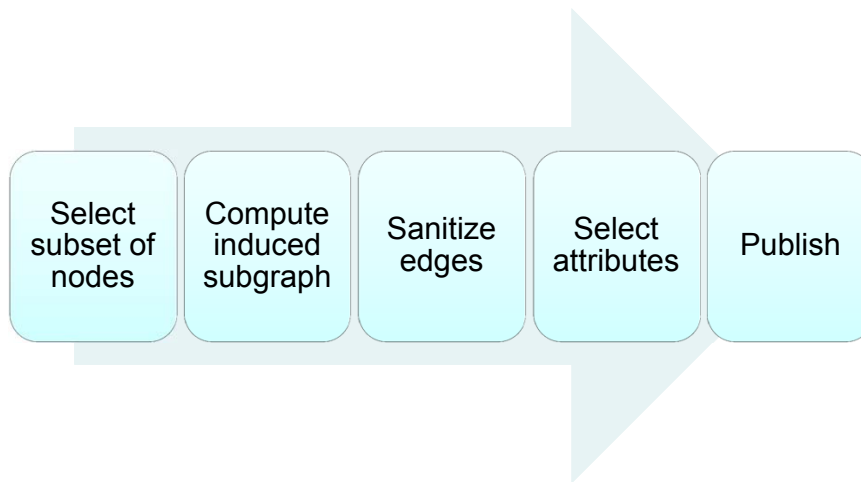 Select
subset of
nodes
Compute
induced
subgraph
Sanitize
edges
Select
attributes
Publish